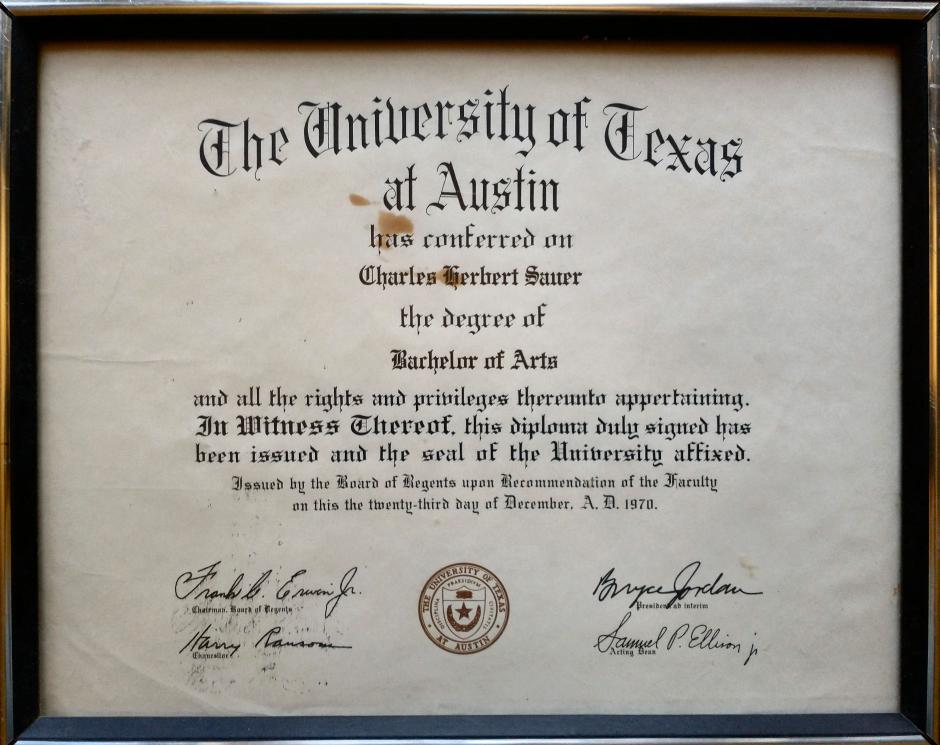 The University of Texas
at Austin
has conferred on
Charles Herbert Sauer
the degree of
Bachelor of Arts
and all the rights and privileges thereunto appertaining.
In Witness Thereof, this diploma duly signed has
been issued and the seal of the University affixed.
Issued by the Board of Regents upon Recommendation of the Faculty
on this the twenty-third day of December, A. D. 1970.
Frank C. Erwin Jr.
Chairman, Board of Regents
Harry Ransom
Chancellor
THE UNIVERSITY OF TEXAS
AT AUSTIN
PRAESIDIUM
DISCIPLINA
CIVITATIS
Bryce Jordan
President ad interim
Samuel P. Ellison jr
Acting Dean